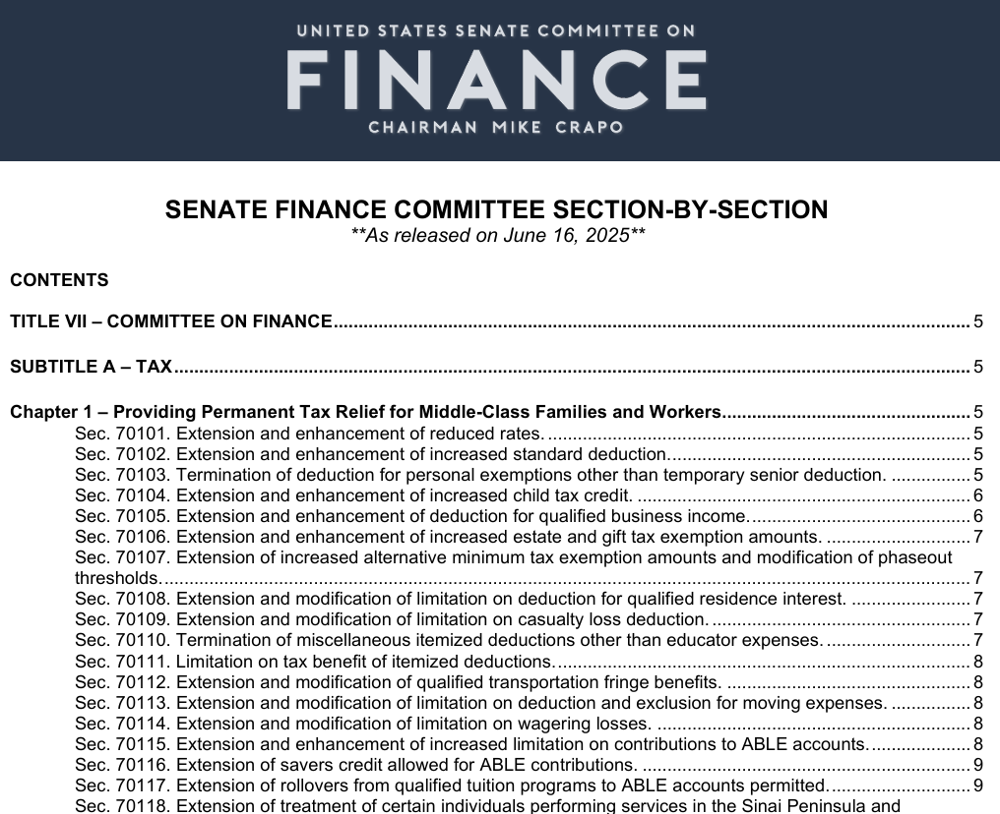 UNITED STATES SENATE COMMITTEE ON
FINANCE
CHAIRMAN MIKE CRAPO
SENATE FINANCE COMMITTEE SECTION-BY-SECTION
**As released on June 16, 2025**
CONTENTS
TITLE VII – COMMITTEE ON FINANCE.......... 5
SUBTITLE A – TAX.......... 5
Chapter 1 – Providing Permanent Tax Relief for Middle-Class Families and Workers.......... 5
Sec. 70101. Extension and enhancement of reduced rates. .......... 5
Sec. 70102. Extension and enhancement of increased standard deduction. .......... 5
Sec. 70103. Termination of deduction for personal exemptions other than temporary senior deduction. .......... 5
Sec. 70104. Extension and enhancement of increased child tax credit. .......... 6
Sec. 70105. Extension and enhancement of deduction for qualified business income. .......... 6
Sec. 70106. Extension and enhancement of increased estate and gift tax exemption amounts. .......... 7
Sec. 70107. Extension of increased alternative minimum tax exemption amounts and modification of phaseout
thresholds. .......... 7
Sec. 70108. Extension and modification of limitation on deduction for qualified residence interest. .......... 7
Sec. 70109. Extension and modification of limitation on casualty loss deduction. .......... 7
Sec. 70110. Termination of miscellaneous itemized deductions other than educator expenses. .......... 7
Sec. 70111. Limitation on tax benefit of itemized deductions. .......... 8
Sec. 70112. Extension and modification of qualified transportation fringe benefits. .......... 8
Sec. 70113. Extension and modification of limitation on deduction and exclusion for moving expenses. .......... 8
Sec. 70114. Extension and modification of limitation on wagering losses. .......... 8
Sec. 70115. Extension and enhancement of increased limitation on contributions to ABLE accounts. .......... 8
Sec. 70116. Extension of savers credit allowed for ABLE contributions. .......... 9
Sec. 70117. Extension of rollovers from qualified tuition programs to ABLE accounts permitted. .......... 9
Sec. 70118. Extension of treatment of certain individuals performing services in the Sinai Peninsula and